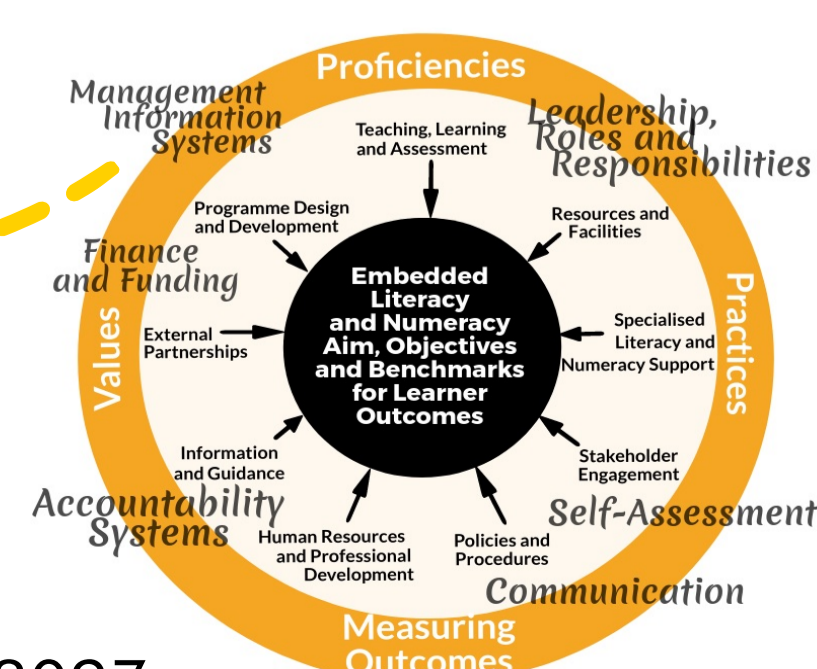 Proficiencies
Management
Information
Systems
Leadership,
Roles and
Responsibilities
Teaching, Learning
and Assessment
Programme Design
and Development
Resources and
Facilities
Finance
and Funding
Values
Practices
External
Partnerships
Embedded
Literacy
and Numeracy
Aim, Objectives
and Benchmarks
for Learner
Outcomes
Specialised
Literacy and
Numeracy Support
Information
and Guidance
Stakeholder
Engagement
Accountability
Systems
Self-Assessment
Human Resources
and Professional
Development
Policies and
Procedures
Communication
Measuring
Outcomes